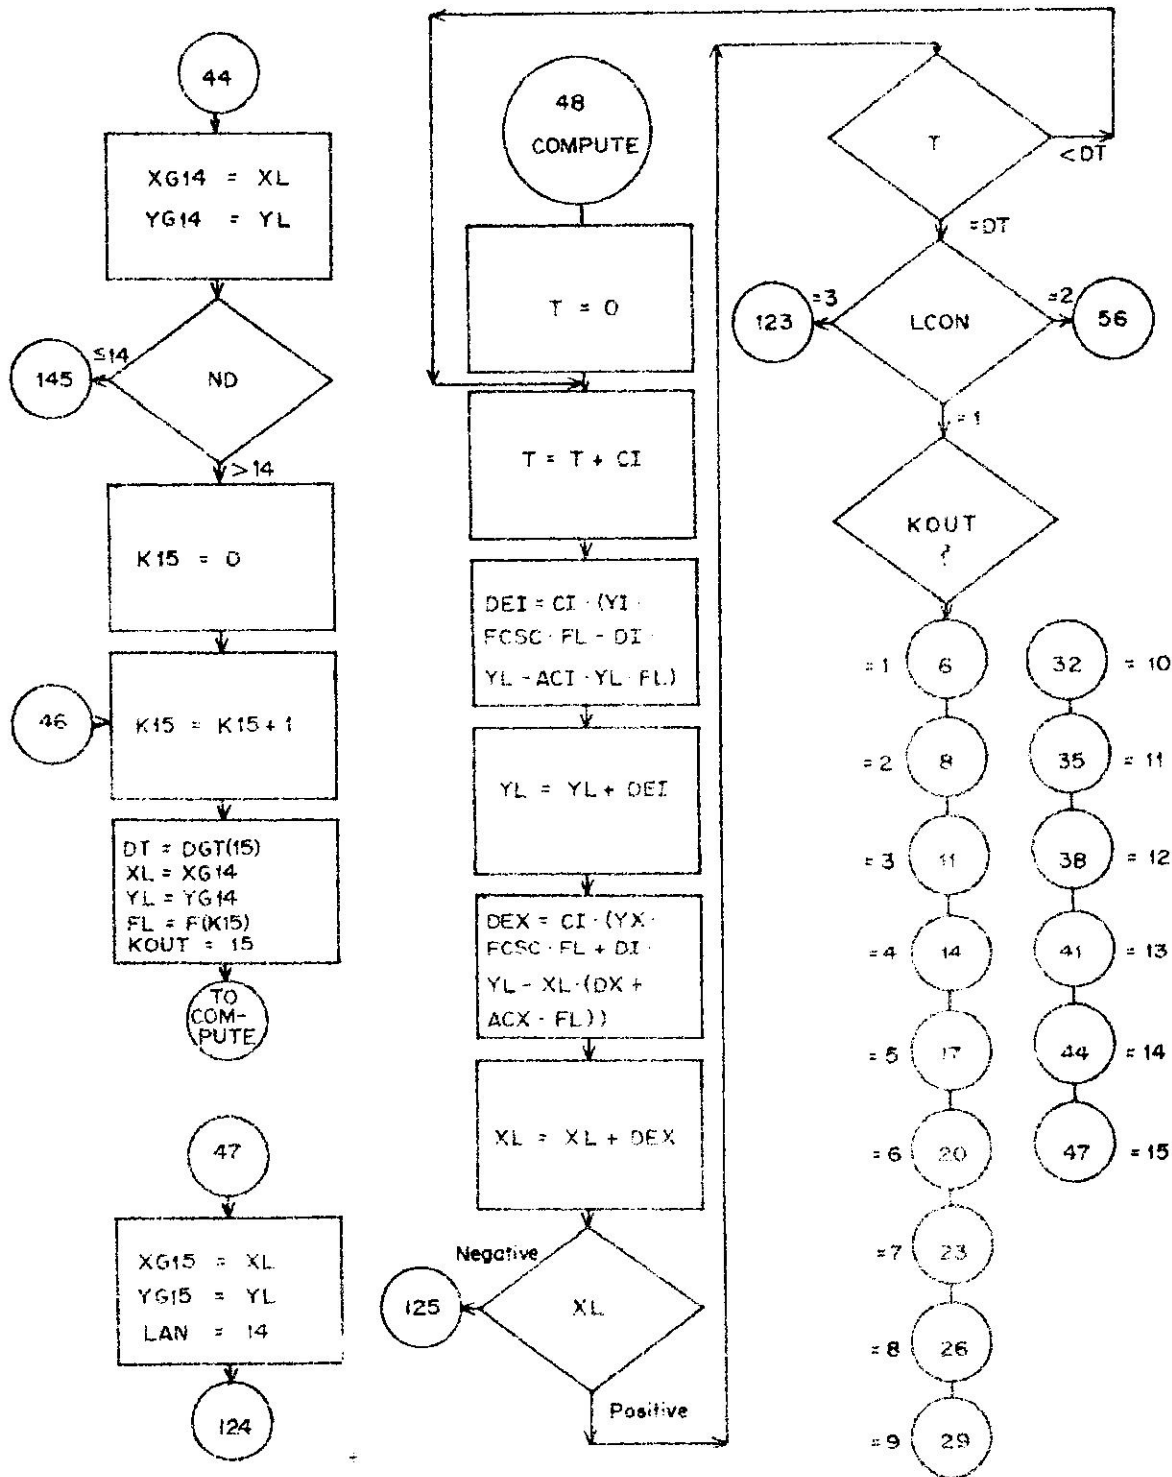 44
XG14 = XL
YG14 = YL
≤14
145
ND
>14
K15 = 0
46
K15 = K15+1
DT = DGT(15)
XL = XG14
YL = YG14
FL = F(K15)
KOUT = 15
TO
COM-
PUTE
47
XG15 = XL
YG15 = YL
LAN = 14
124
48
COMPUTE
T = 0
T = T + CI
DEI = CI · (YI ·
FCSC · FL - DI ·
YL - ACI · YL · FL)
YL = YL + DEI
DEX = CI · (YX ·
FCSC · FL + DI ·
YL - XL · (DX +
ACX · FL))
XL = XL + DEX
Negative
125
XL
Positive
T
<DT
=DT
=3
123
LCON
=2
56
=1
KOUT
?
=1 6
=2 8
=3 11
=4 14
=5 17
=6 20
=7 23
=8 26
=9 29
32 =10
35 =11
38 =12
41 =13
44 =14
47 =15